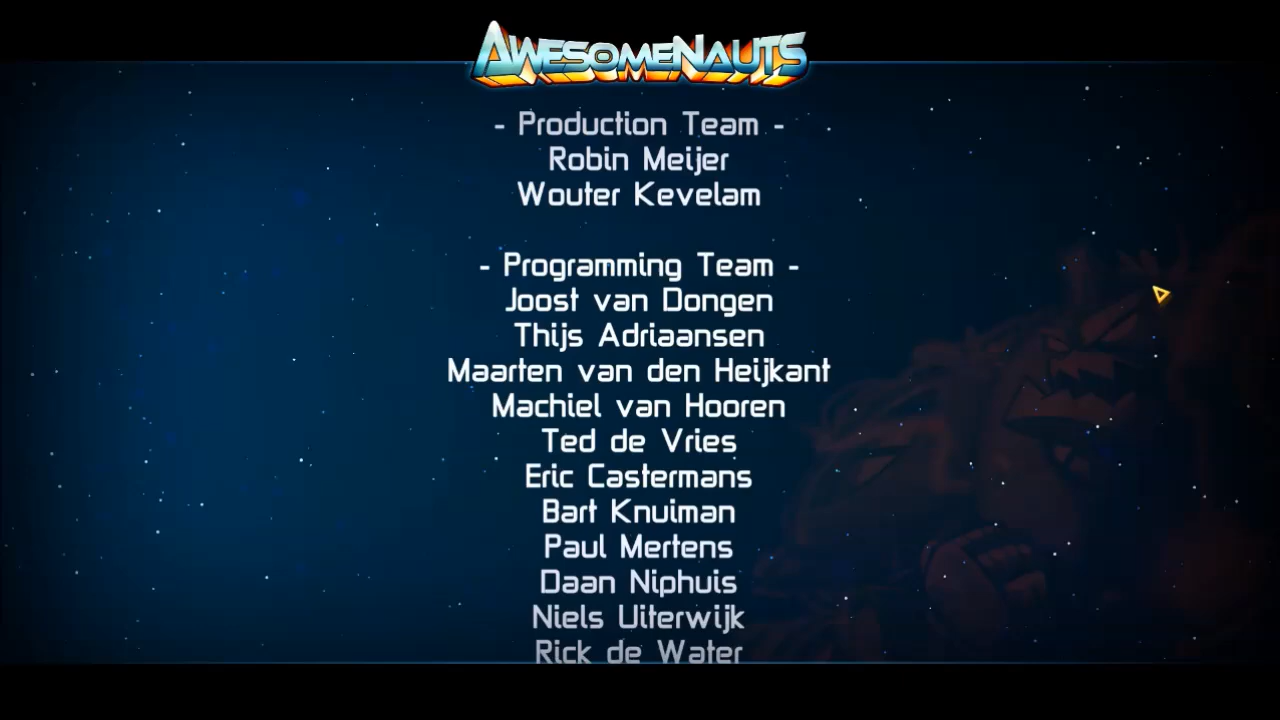 AWESOMENAUTS
- Production Team -
Robin Meijer
Wouter Kevelam
- Programming Team -
Joost van Dongen
Thijs Adriaansen
Maarten van den Heijkant
Machiel van Hooren
Ted de Vries
Eric Castermans
Bart Knuiman
Paul Mertens
Daan Niphuis
Niels Uiterwijk
Rick de Water